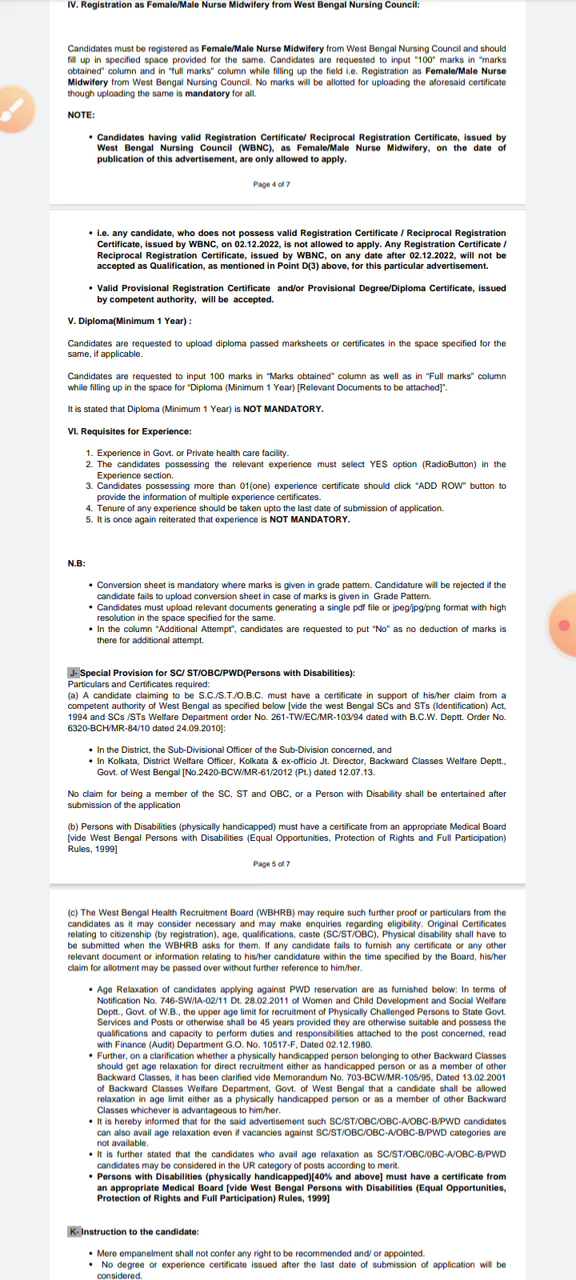 IV. Registration as Female/Male Nurse Midwifery from West Bengal Nursing Council:
Candidates must be registered as Female/Male Nurse Midwifery from West Bengal Nursing Council and should
fill up in specified space provided for the same. Candidates are requested to input "100" marks in "marks
obtained" column and in "full marks" column while filling up the field i.e. Registration as Female/Male Nurse
Midwifery from West Bengal Nursing Council. No marks will be allotted for uploading the aforesaid certificate
though uploading the same is mandatory for all.
NOTE:
• Candidates having valid Registration Certificate/ Reciprocal Registration Certificate, issued by
West Bengal Nursing Council (WBNC), as Female/Male Nurse Midwifery, on the date of
publication of this advertisement, are only allowed to apply.
Page 4 of 7
• i.e. any candidate, who does not possess valid Registration Certificate / Reciprocal Registration
Certificate, issued by WBNC, on 02.12.2022, is not allowed to apply. Any Registration Certificate /
Reciprocal Registration Certificate, issued by WBNC, on any date after 02.12.2022, will not be
accepted as Qualification, as mentioned in Point D(3) above, for this particular advertisement.
• Valid Provisional Registration Certificate and/or Provisional Degree/Diploma Certificate, issued
by competent authority, will be accepted.
V. Diploma(Minimum 1 Year) :
Candidates are requested to upload diploma passed marksheets or certificates in the space specified for the
same, if applicable.
Candidates are requested to input 100 marks in "Marks obtained" column as well as in "Full marks" column
while filling up in the space for "Diploma (Minimum 1 Year) [Relevant Documents to be attached]".
It is stated that Diploma (Minimum 1 Year) is NOT MANDATORY.
VI. Requisites for Experience:
1. Experience in Govt. or Private health care facility.
2. The candidates possessing the relevant experience must select YES option (RadioButton) in the
Experience section.
3. Candidates possessing more than 01(one) experience certificate should click "ADD ROW" button to
provide the information of multiple experience certificates.
4. Tenure of any experience should be taken upto the last date of submission of application.
5. It is once again reiterated that experience is NOT MANDATORY.
N.B:
• Conversion sheet is mandatory where marks is given in grade pattern. Candidature will be rejected if the
candidate fails to upload conversion sheet in case of marks is given in Grade Pattern.
• Candidates must upload relevant documents generating a single pdf file or jpeg/jpg/png format with high
resolution in the space specified for the same.
• In the column "Additional Attempt", candidates are requested to put "No" as no deduction of marks is
there for additional attempt.
J- Special Provision for SC/ ST/OBC/PWD(Persons with Disabilities):
Particulars and Certificates required:
(a) A candidate claiming to be S.C./S.T./O.B.C. must have a certificate in support of his/her claim from a
competent authority of West Bengal as specified below [vide the west Bengal SCs and STs (Identification) Act,
1994 and SCs /STs Welfare Department order No. 261-TW/EC/MR-103/94 dated with B.C.W. Deptt. Order No.
6320-BCH/MR-84/10 dated 24.09.2010]:
• In the District, the Sub-Divisional Officer of the Sub-Division concerned, and
• In Kolkata, District Welfare Officer, Kolkata & ex-officio Jt. Director, Backward Classes Welfare Deptt.,
Govt. of West Bengal [No.2420-BCW/MR-61/2012 (Pt.) dated 12.07.13.
No claim for being a member of the SC, ST and OBC, or a Person with Disability shall be entertained after
submission of the application
(b) Persons with Disabilities (physically handicapped) must have a certificate from an appropriate Medical Board
[vide West Bengal Persons with Disabilities (Equal Opportunities, Protection of Rights and Full Participation)
Rules, 1999]
Page 5 of 7
(c) The West Bengal Health Recruitment Board (WBHRB) may require such further proof or particulars from the
candidates as it may consider necessary and may make enquiries regarding eligibility. Original Certificates
relating to citizenship (by registration), age, qualifications, caste (SC/ST/OBC), Physical disability shall have to
be submitted when the WBHRB asks for them. If any candidate fails to furnish any certificate or any other
relevant document or information relating to his/her candidature within the time specified by the Board, his/her
claim for allotment may be passed over without further reference to him/her.
• Age Relaxation of candidates applying against PWD reservation are as furnished below: In terms of
Notification No. 746-SW/IA-02/11 Dt. 28.02.2011 of Women and Child Development and Social Welfare
Deptt., Govt. of W.B., the upper age limit for recruitment of Physically Challenged Persons to State Govt.
Services and Posts or otherwise shall be 45 years provided they are otherwise suitable and possess the
qualifications and capacity to perform duties and responsibilities attached to the post concerned, read
with Finance (Audit) Department G.O. No. 10517-F, Dated 02.12.1980.
• Further, on a clarification whether a physically handicapped person belonging to other Backward Classes
should get age relaxation for direct recruitment either as handicapped person or as a member of other
Backward Classes, it has been clarified vide Memorandum No. 703-BCW/MR-105/95, Dated 13.02.2001
of Backward Classes Welfare Department, Govt. of West Bengal that a candidate shall be allowed
relaxation in age limit either as a physically handicapped person or as a member of other Backward
Classes whichever is advantageous to him/her.
• It is hereby informed that for the said advertisement such SC/ST/OBC/OBC-A/OBC-B/PWD candidates
can also avail age relaxation even if vacancies against SC/ST/OBC/OBC-A/OBC-B/PWD categories are
not available.
• It is further stated that the candidates who avail age relaxation as SC/ST/OBC/0BC-A/OBC-B/PWD
candidates may be considered in the UR category of posts according to merit.
• Persons with Disabilities (physically handicapped)[40% and above] must have a certificate from
an appropriate Medical Board [vide West Bengal Persons with Disabilities (Equal Opportunities,
Protection of Rights and Full Participation) Rules, 1999]
K- Instruction to the candidate:
• Mere empanelment shall not confer any right to be recommended and/ or appointed.
• No degree or experience certificate issued after the last date of submission of application will be
considered.